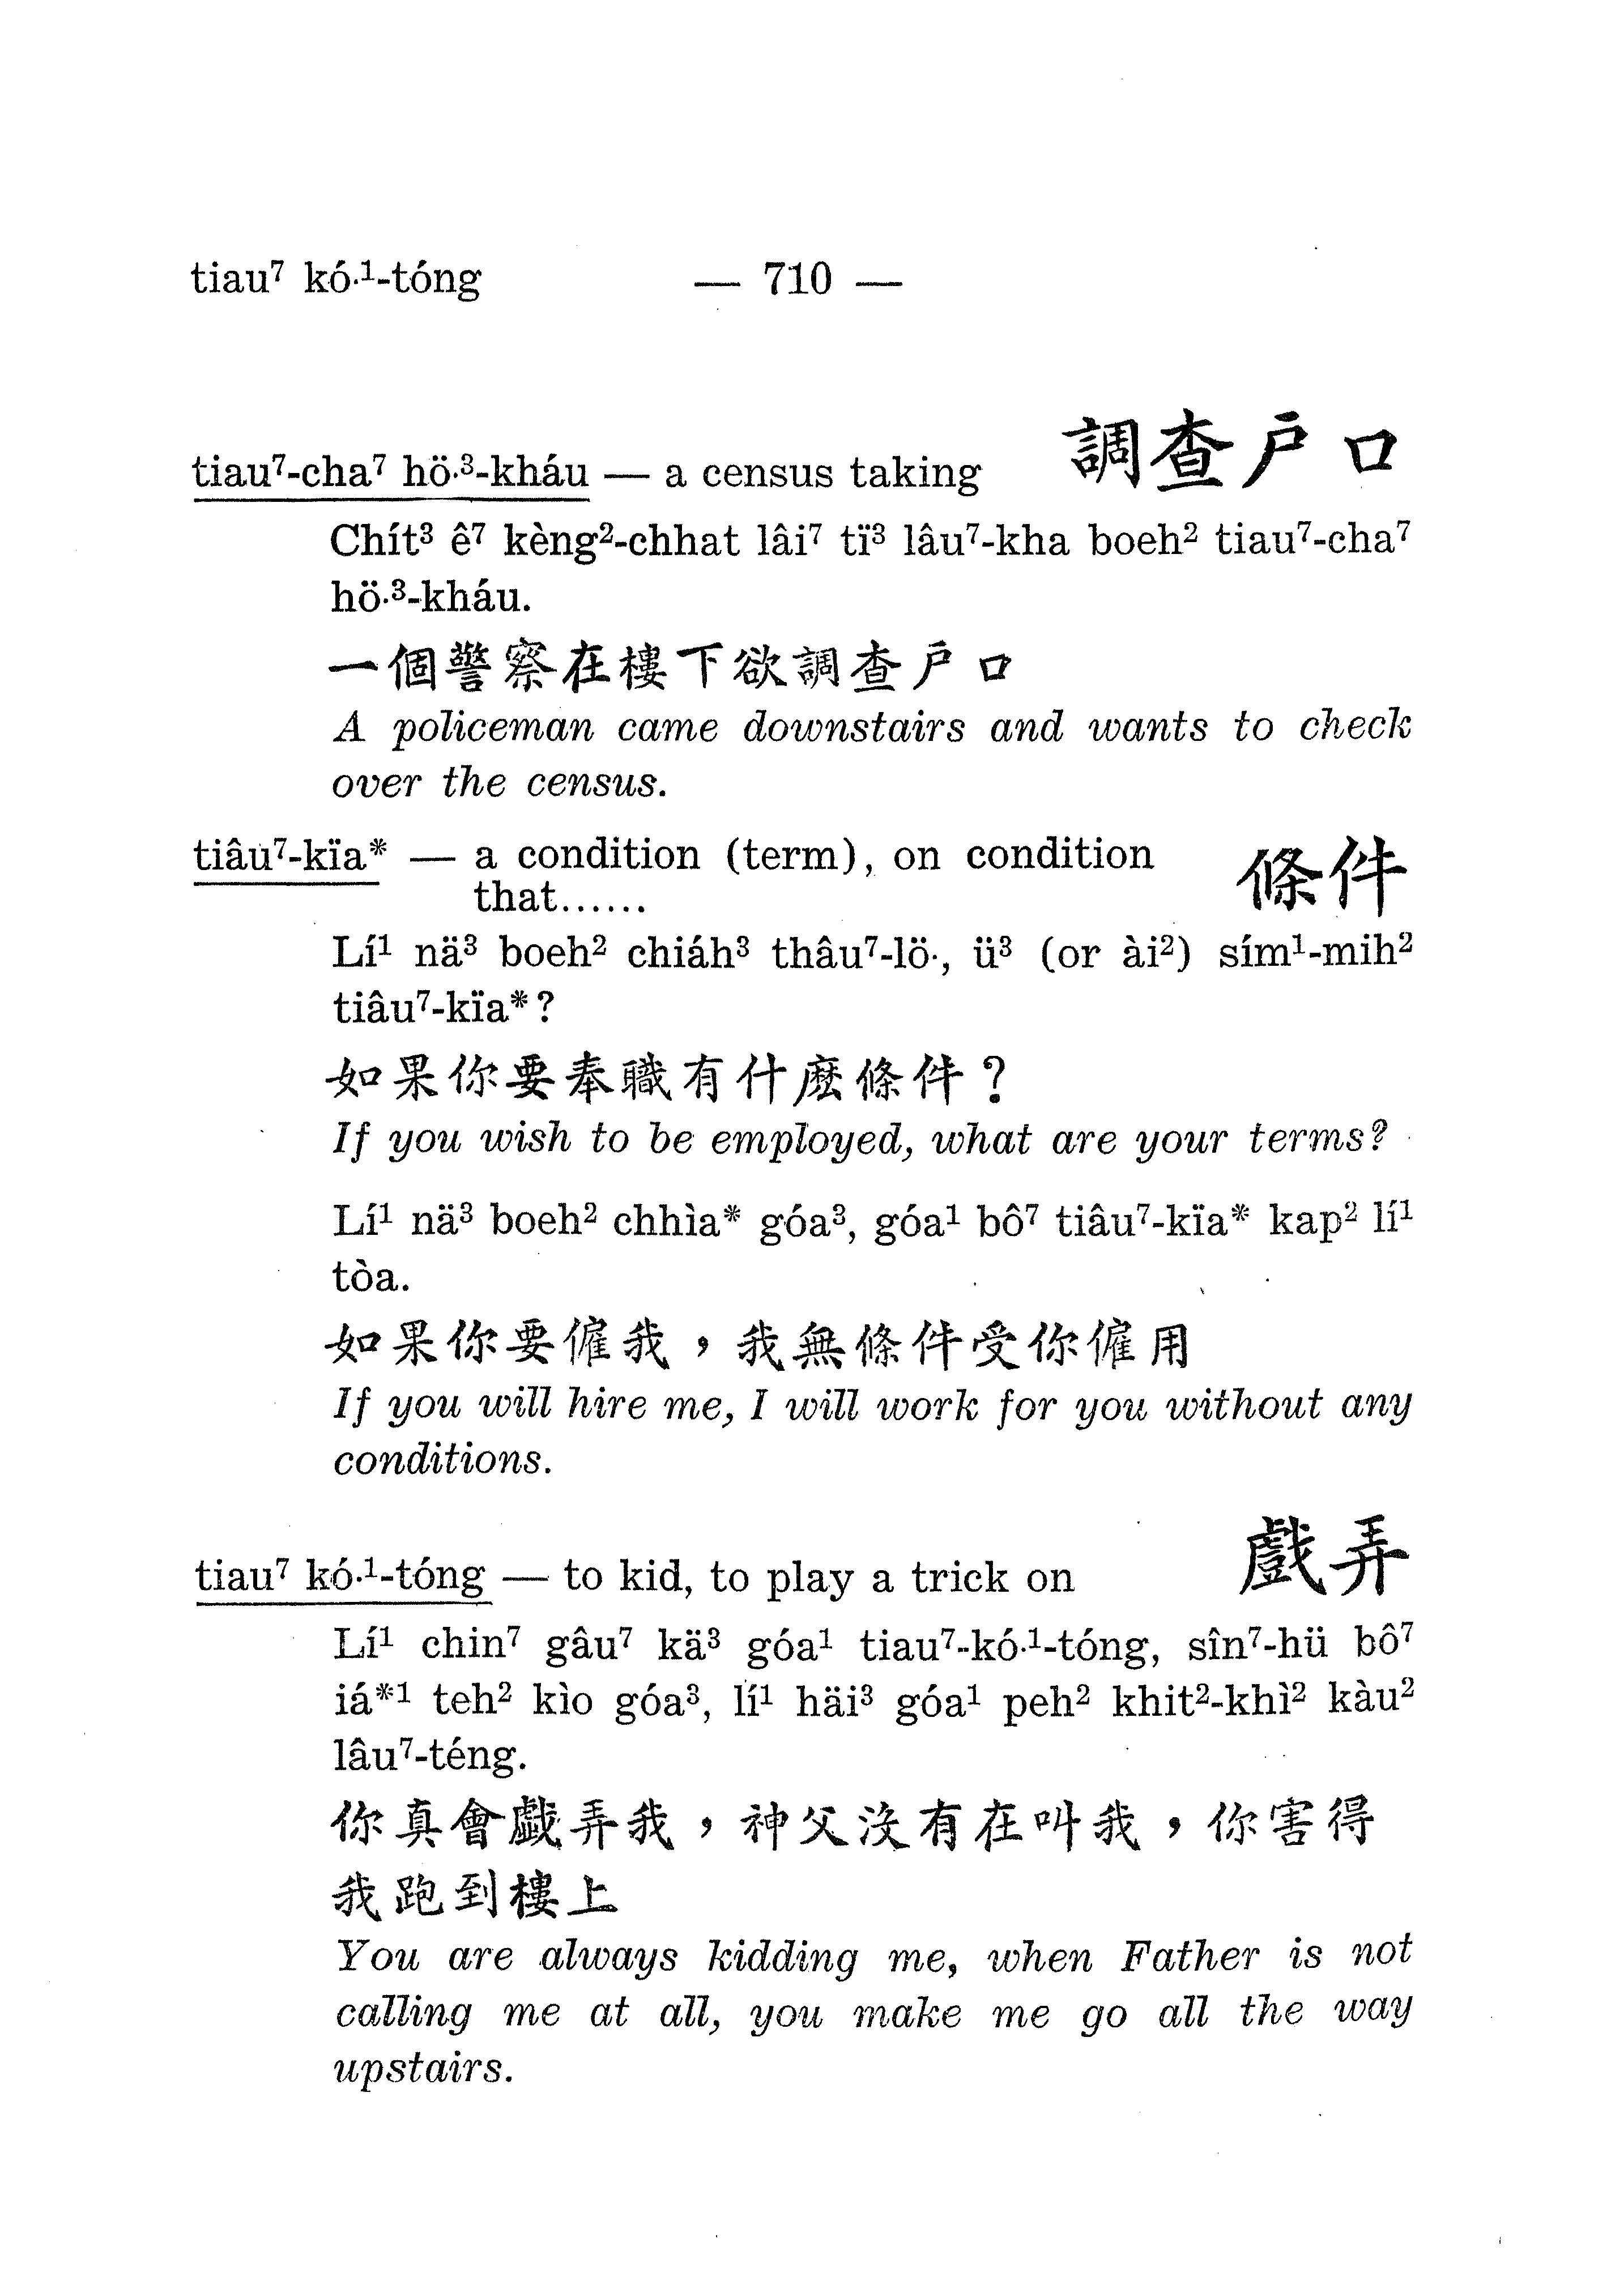 tiau⁷ kó·¹-tóng — 710 —
tiau⁷-cha⁷ hö·³-kháu — a census taking 調查戶口
Chít³ ê⁷ kèng²-chhat lâi⁷ tï³ lâu⁷-kha boeh² tiau⁷-cha⁷
hö·³-kháu.
一個警察在樓下欲調查戶口
A policeman came downstairs and wants to check
over the census.
tiâu⁷-kïa* — a condition (term), on condition 條件
that......
Lí¹ nä³ boeh² chiáh³ thâu⁷-lö·, ü³ (or ài²) sím¹-mih²
tiâu⁷-kïa*?
如果你要奉職有什麼條件?
If you wish to be employed, what are your terms?
Lí¹ nä³ boeh² chhìa* góa³, góa¹ bô⁷ tiâu⁷-kïa* kap² lí¹
tòa.
如果你要僱我,我無條件受你僱用
If you will hire me, I will work for you without any
conditions.
tiau⁷ kó·¹-tóng — to kid, to play a trick on 戲弄
Lí¹ chin⁷ gâu⁷ kä³ góa¹ tiau⁷-kó·¹-tóng, sîn⁷-hü bô⁷
iá*¹ teh² kìo góa³, lí¹ häi³ góa¹ peh² khit²-khì² kàu²
lâu⁷-téng.
你真會戲弄我,神父沒有在叫我,你害得
我跑到樓上
You are always kidding me, when Father is not
calling me at all, you make me go all the way
upstairs.